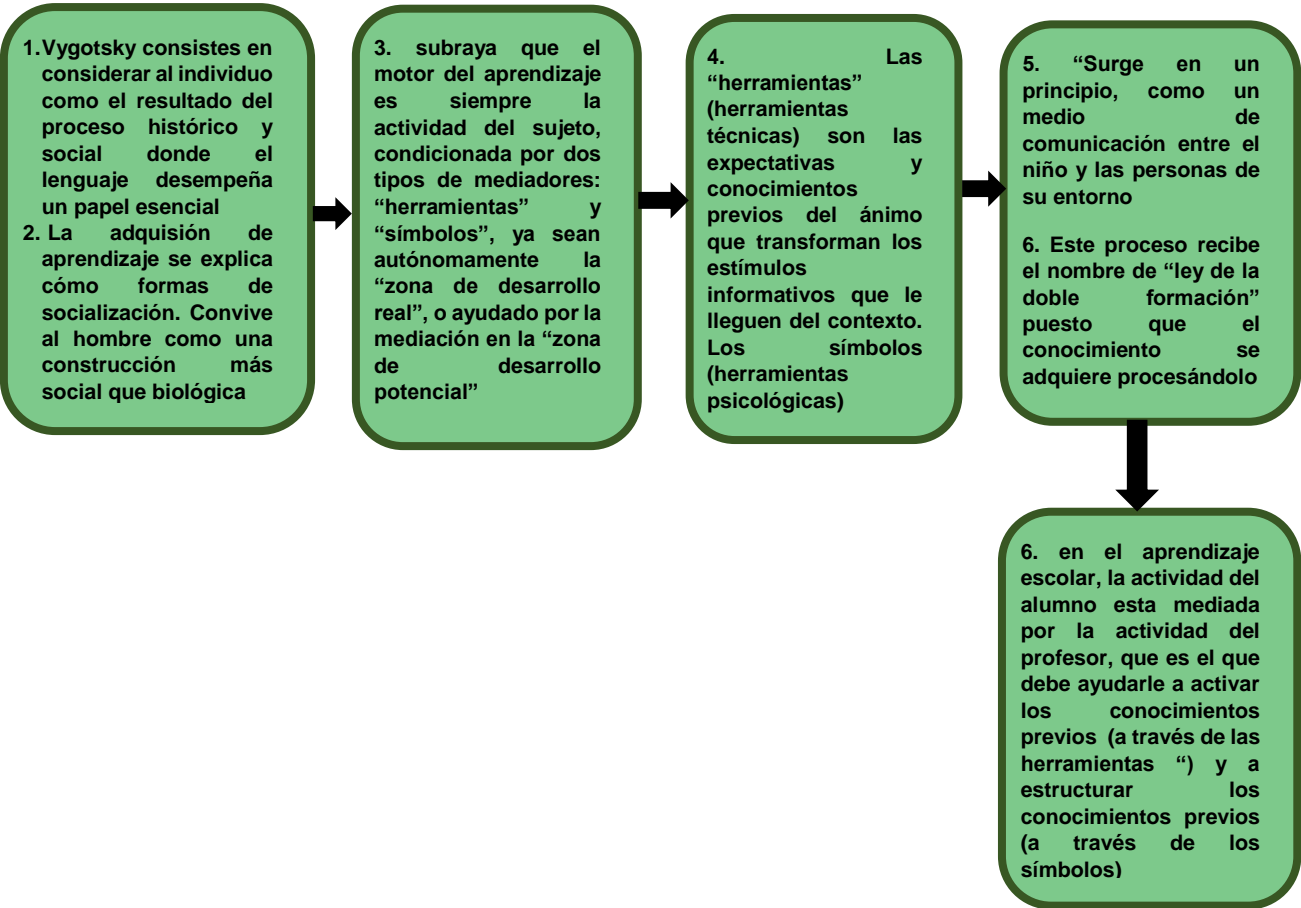 1.Vygotsky consistes en
considerar al individuo
como el resultado del
proceso histórico y
social donde el
lenguaje desempeña
un papel esencial
2. La adquisión de
aprendizaje se explica
cómo formas de
socialización. Convive
al hombre como una
construcción más
social que biológica
3. subraya que el
motor del aprendizaje
es siempre la
actividad del sujeto,
condicionada por dos
tipos de mediadores:
“herramientas” y
“símbolos”, ya sean
autónomamente la
“zona de desarrollo
real”, o ayudado por la
mediación en la “zona
de desarrollo
potencial”
4. Las
“herramientas”
(herramientas
técnicas) son las
expectativas y
conocimientos
previos del ánimo
que transforman los
estímulos
informativos que le
lleguen del contexto.
Los símbolos
(herramientas
psicológicas)
5. “Surge en un
principio, como un
medio de
comunicación entre el
niño y las personas de
su entorno
6. Este proceso recibe
el nombre de “ley de la
doble formación”
puesto que el
conocimiento se
adquiere procesándolo
6. en el aprendizaje
escolar, la actividad del
alumno esta mediada
por la actividad del
profesor, que es el que
debe ayudarle a activar
los conocimientos
previos (a través de las
herramientas “) y a
estructurar los
conocimientos previos
(a través de los
símbolos)